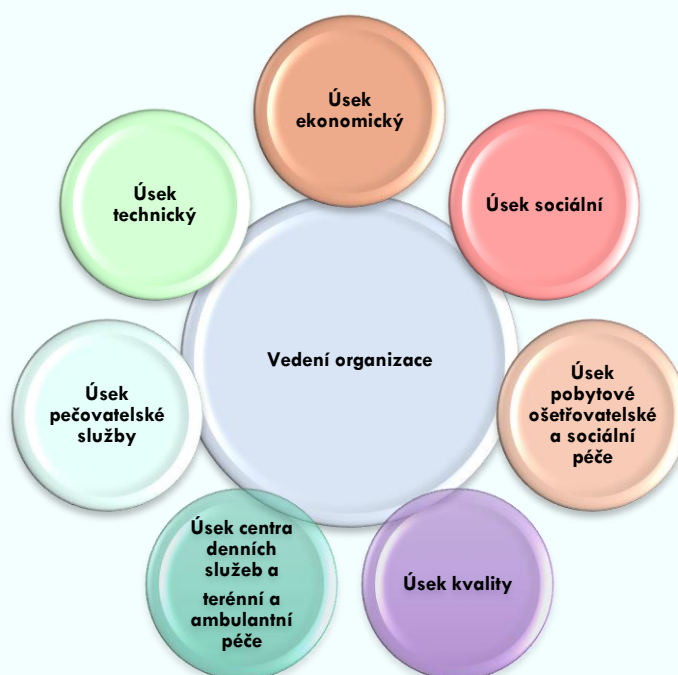 Úsek
ekonomický
Úsek sociální
Úsek
pobytové
ošetřovatelské
a sociální
péče
Úsek kvality
Úsek centra
denních
služeb a
terénní a
ambulantní
péče
Úsek
pečovatelské
služby
Úsek
technický
Vedení organizace